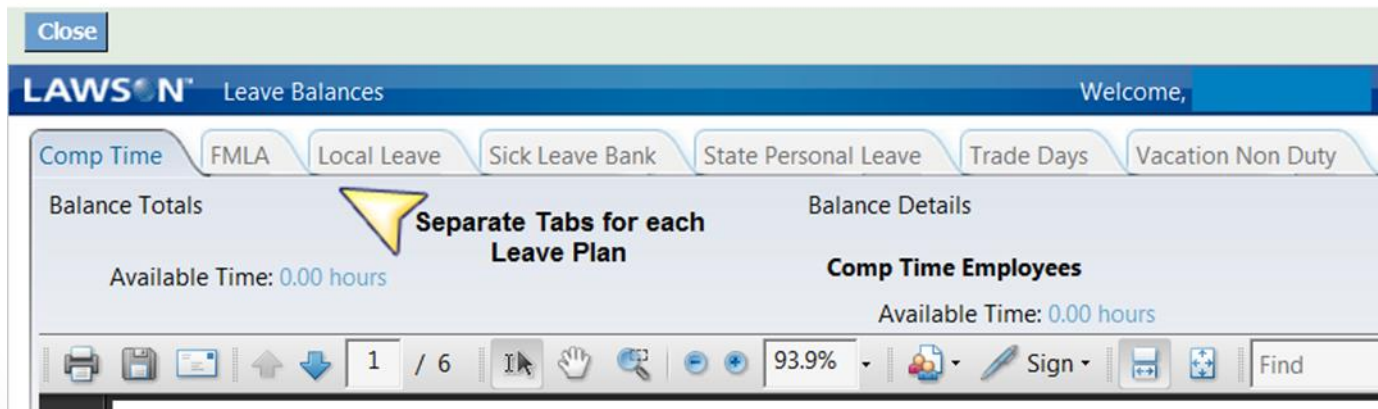 Close
LAWSON™ Leave Balances Welcome,
Comp Time FMLA Local Leave Sick Leave Bank State Personal Leave Trade Days Vacation Non Duty
Balance Totals Balance Details
Separate Tabs for each
Leave Plan
Comp Time Employees
Available Time: 0.00 hours
Available Time: 0.00 hours
1 / 6 93.9% Sign Find